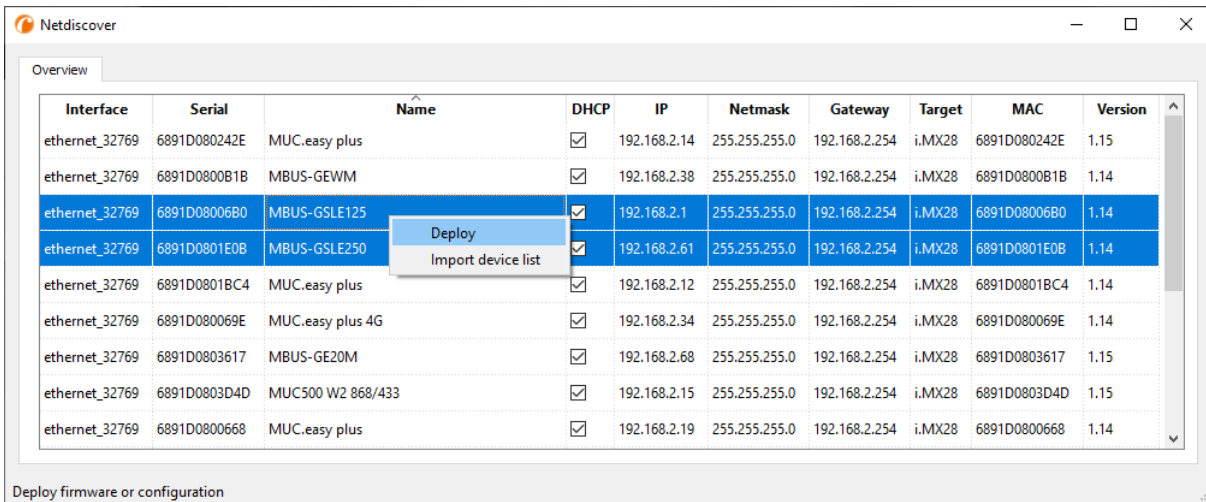 Netdiscover
Overview
Interface Serial Name DHCP IP Netmask Gateway Target MAC Version
ethernet_32769 6891D080242E MUC.easy plus 192.168.2.14 255.255.255.0 192.168.2.254 i.MX28 6891D080242E 1.15
ethernet_32769 6891D0800B1B MBUS-GEWM 192.168.2.38 255.255.255.0 192.168.2.254 i.MX28 6891D0800B1B 1.14
ethernet_32769 6891D08006B0 MBUS-GSLE125 192.168.2.1 255.255.255.0 192.168.2.254 i.MX28 6891D08006B0 1.14
Deploy
ethernet_32769 6891D0801E0B MBUS-GSLE250 192.168.2.61 255.255.255.0 192.168.2.254 i.MX28 6891D0801E0B 1.14
Import device list
ethernet_32769 6891D0801BC4 MUC.easy plus 192.168.2.12 255.255.255.0 192.168.2.254 i.MX28 6891D0801BC4 1.14
ethernet_32769 6891D080069E MUC.easy plus 4G 192.168.2.34 255.255.255.0 192.168.2.254 i.MX28 6891D080069E 1.14
ethernet_32769 6891D0803617 MBUS-GE20M 192.168.2.68 255.255.255.0 192.168.2.254 i.MX28 6891D0803617 1.15
ethernet_32769 6891D0803D4D MUC500 W2 868/433 192.168.2.15 255.255.255.0 192.168.2.254 i.MX28 6891D0803D4D 1.15
ethernet_32769 6891D0800668 MUC.easy plus 192.168.2.19 255.255.255.0 192.168.2.254 i.MX28 6891D0800668 1.14
Deploy firmware or configuration